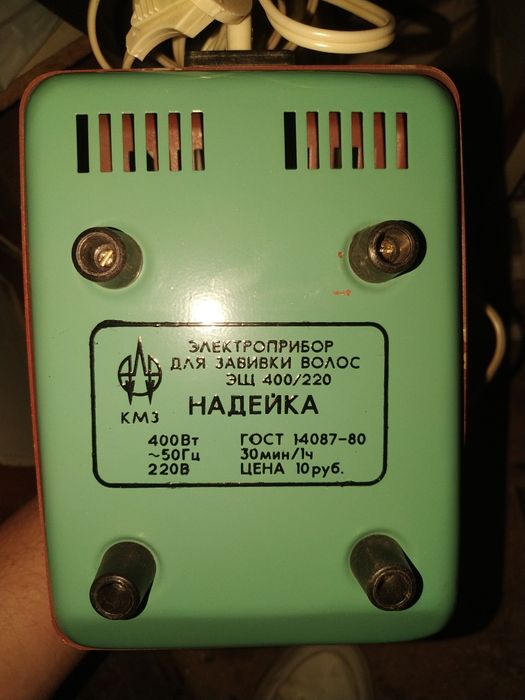 ЭЛЕКТРОПРИБОР
ДЛЯ ЗАВИВКИ ВОЛОС
ЭЩ 400/220
КМЗ
НАДЕЙКА
400Вт ГОСТ 14087-80
~50Гц 30мин/1ч
220В ЦЕНА 10руб.